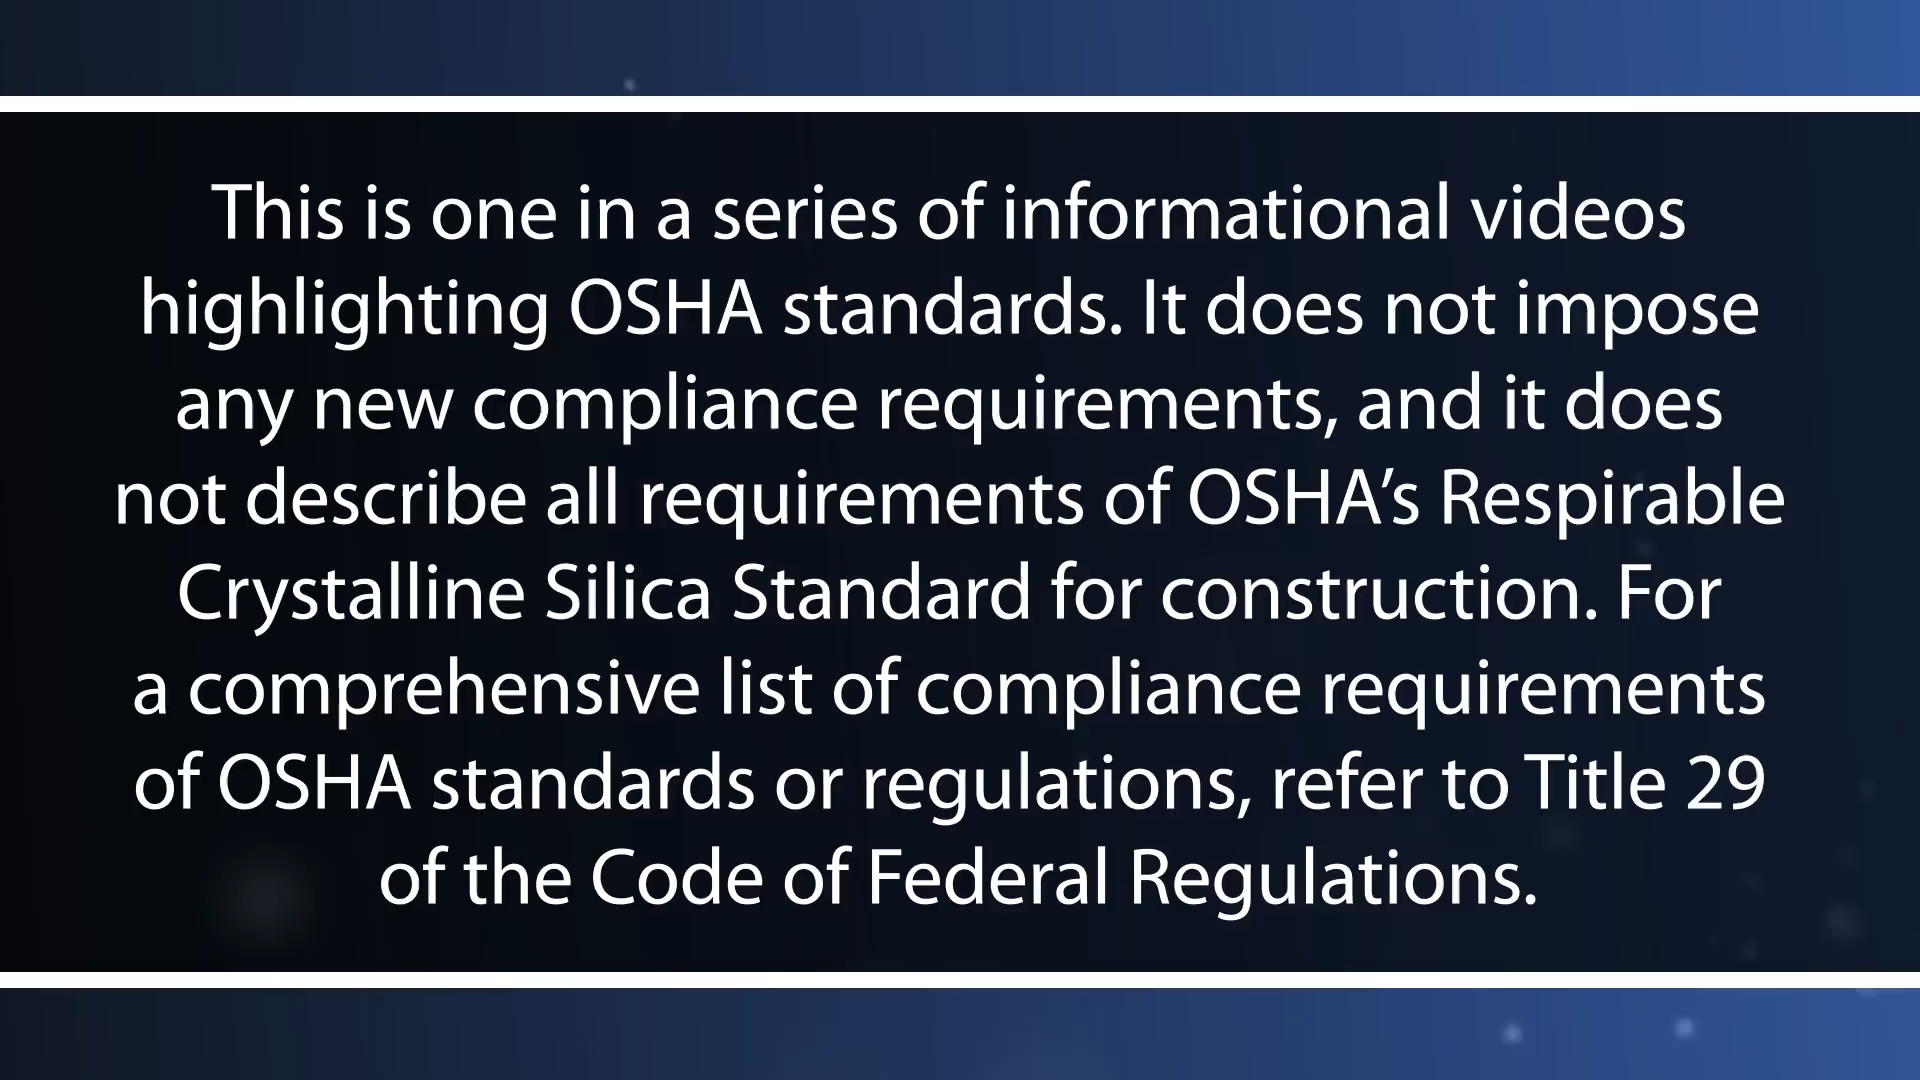 This is one in a series of informational videos
highlighting OSHA standards. It does not impose
any new compliance requirements, and it does
not describe all requirements of OSHA’s Respirable
Crystalline Silica Standard for construction. For
a comprehensive list of compliance requirements
of OSHA standards or regulations, refer to Title 29
of the Code of Federal Regulations.